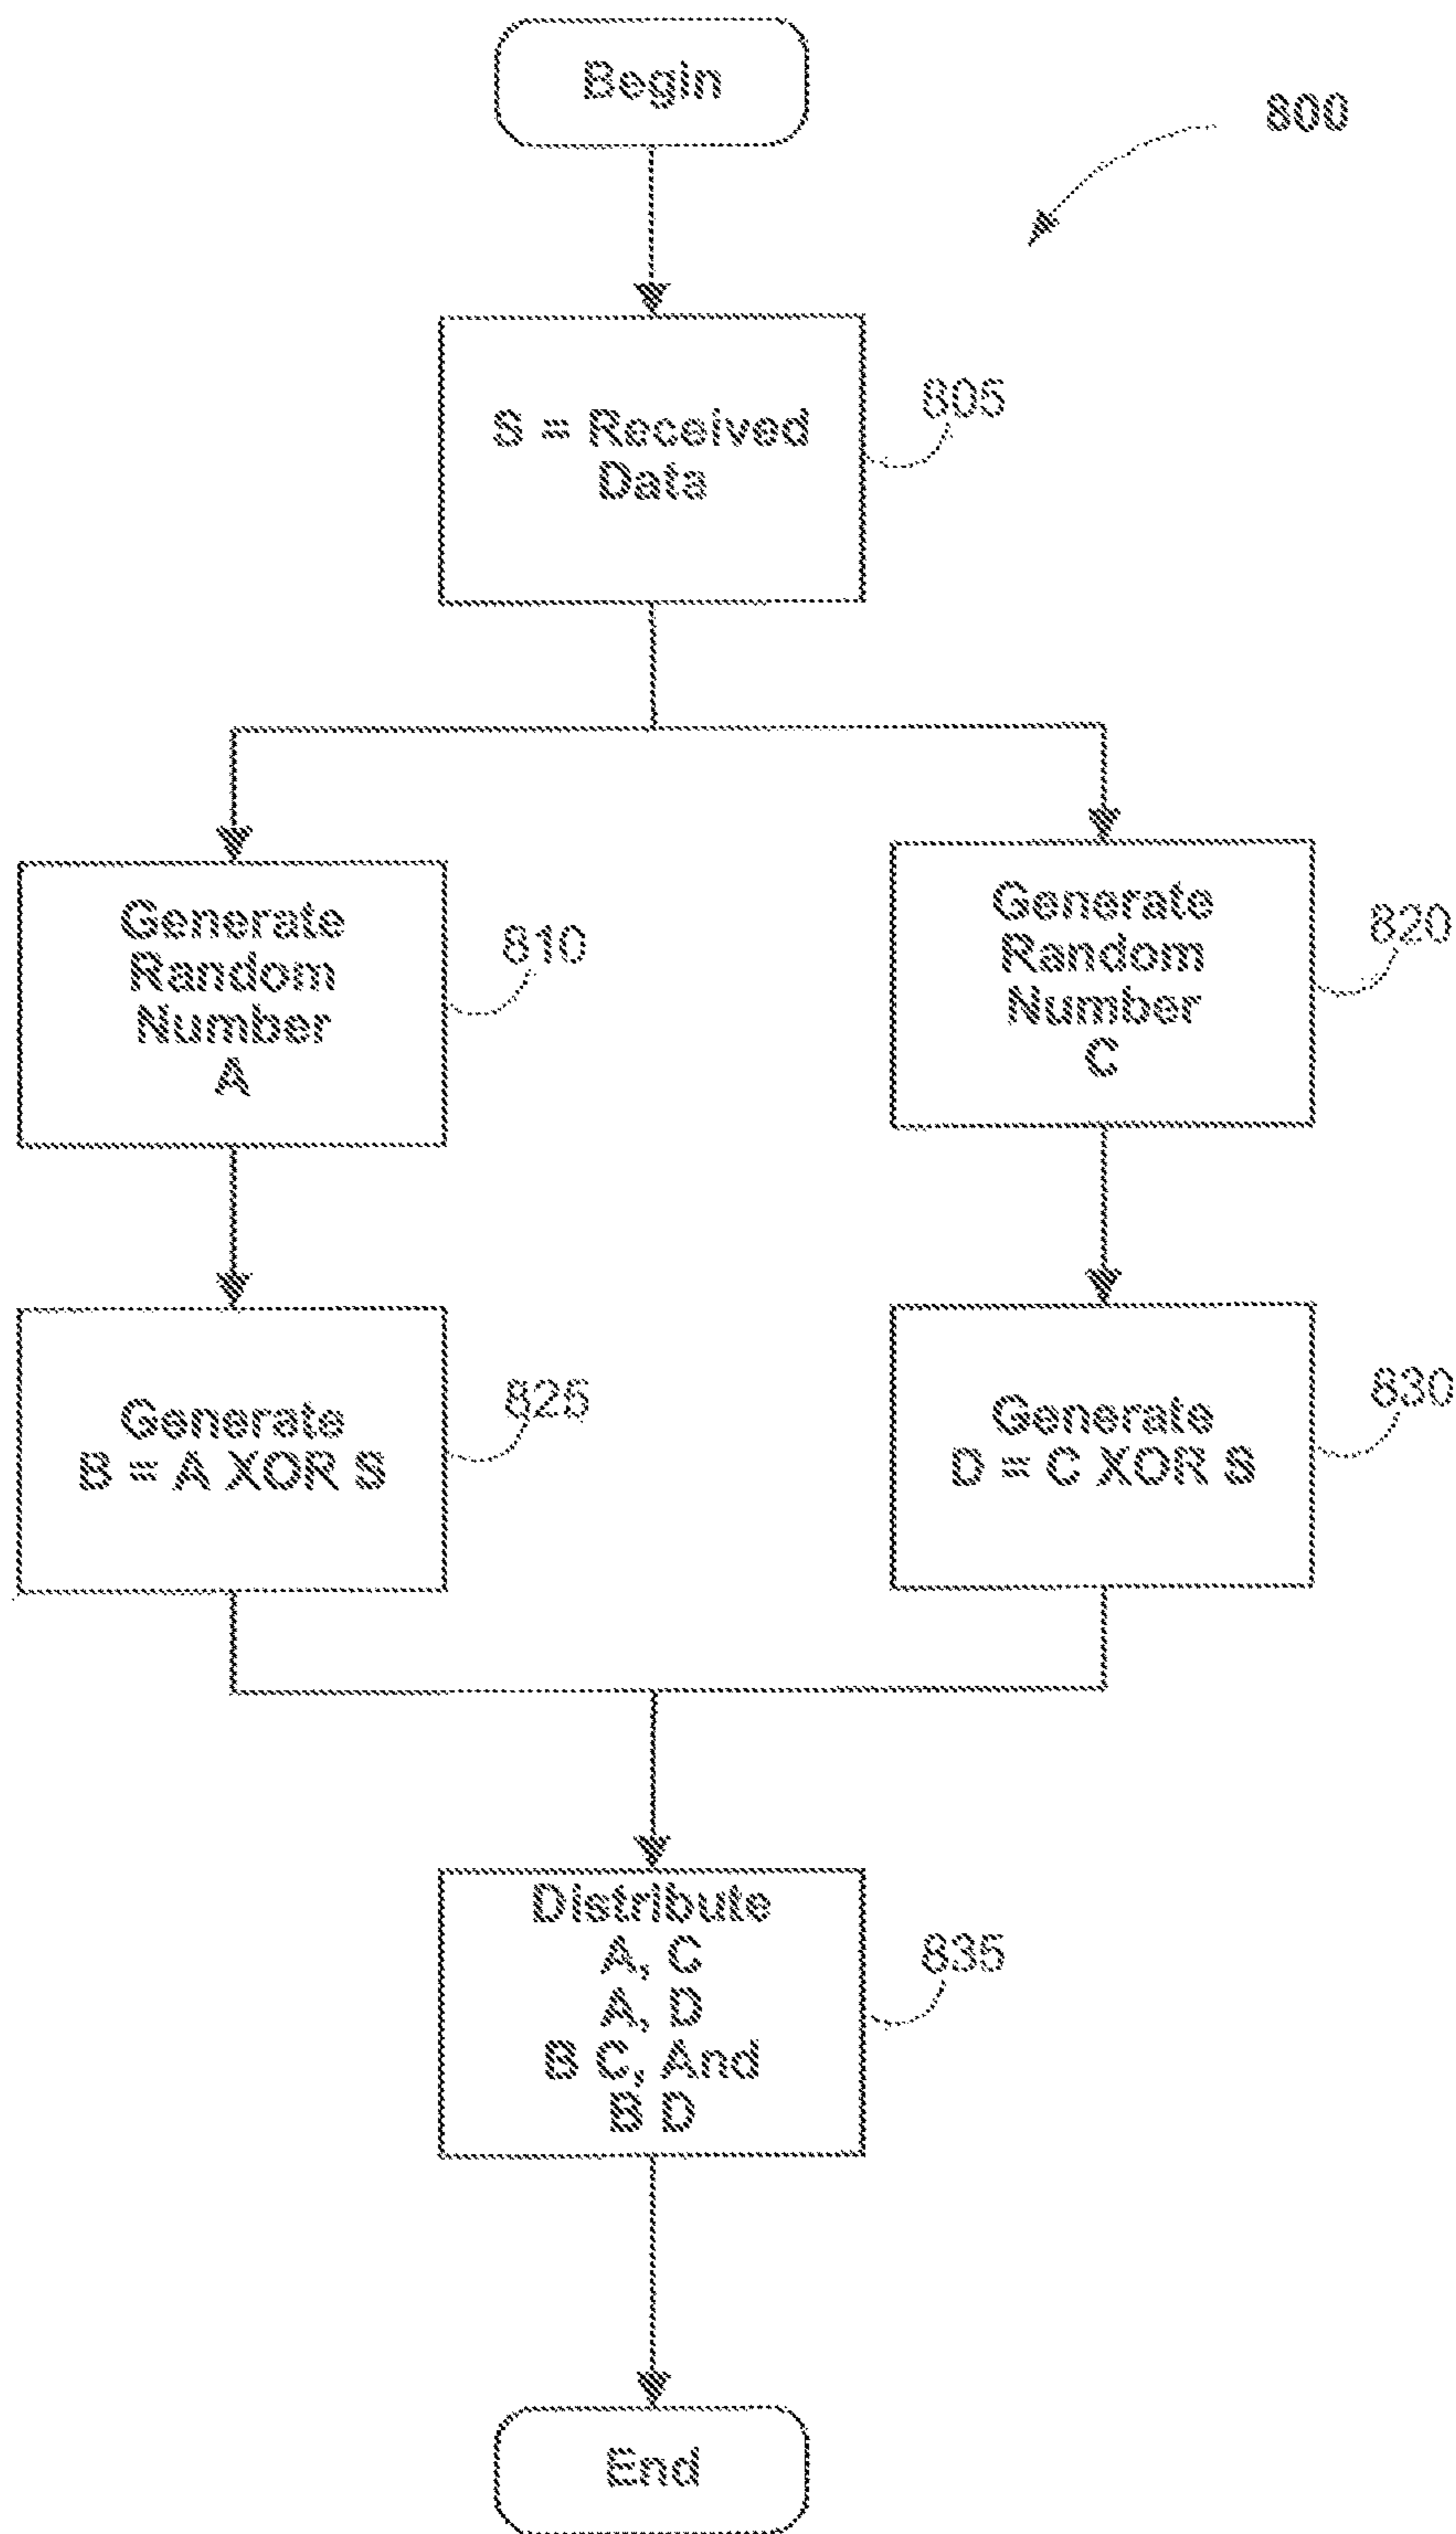 Begin
800
S = Received
Data
805
Generate
Random
Number
A
810
Generate
Random
Number
C
820
Generate
B = A XOR S
825
Generate
D = C XOR S
830
Distribute
A, C
A, D
B C, And
B D
835
End